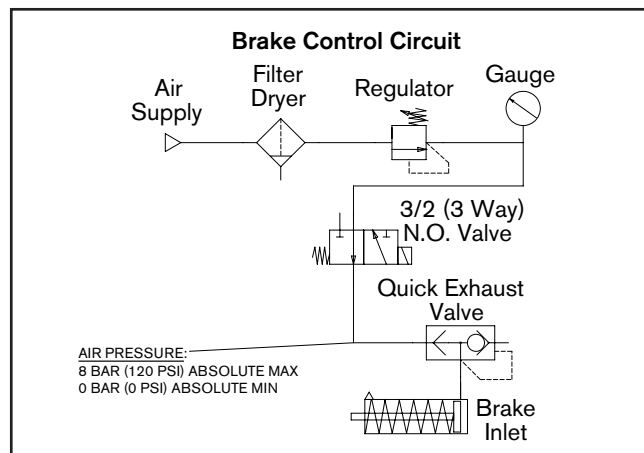 Brake Control Circuit
Filter
Dryer
Regulator
Gauge
Air
Supply
3/2 (3 Way)
N.O. Valve
Quick Exhaust
Valve
AIR PRESSURE:
8 BAR (120 PSI) ABSOLUTE MAX
0 BAR (0 PSI) ABSOLUTE MIN
Brake
Inlet